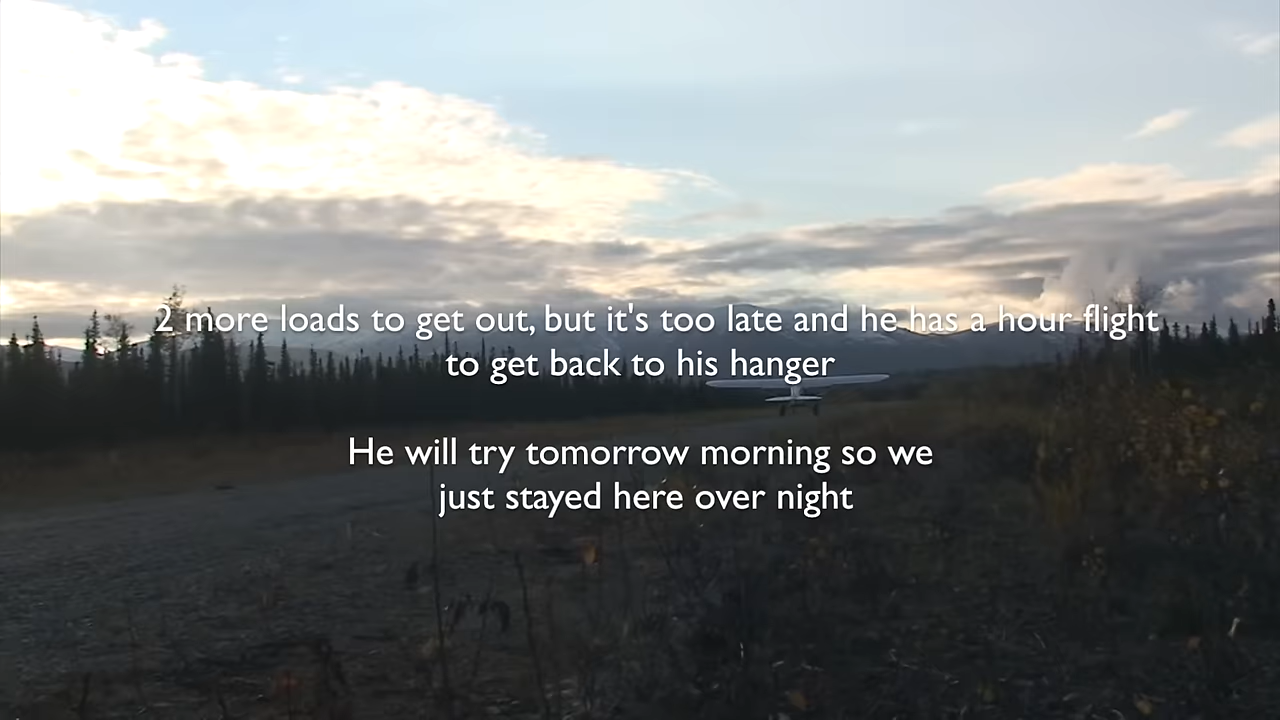 2 more loads to get out, but it's too late and he has a hour flight
to get back to his hanger
He will try tomorrow morning so we
just stayed here over night